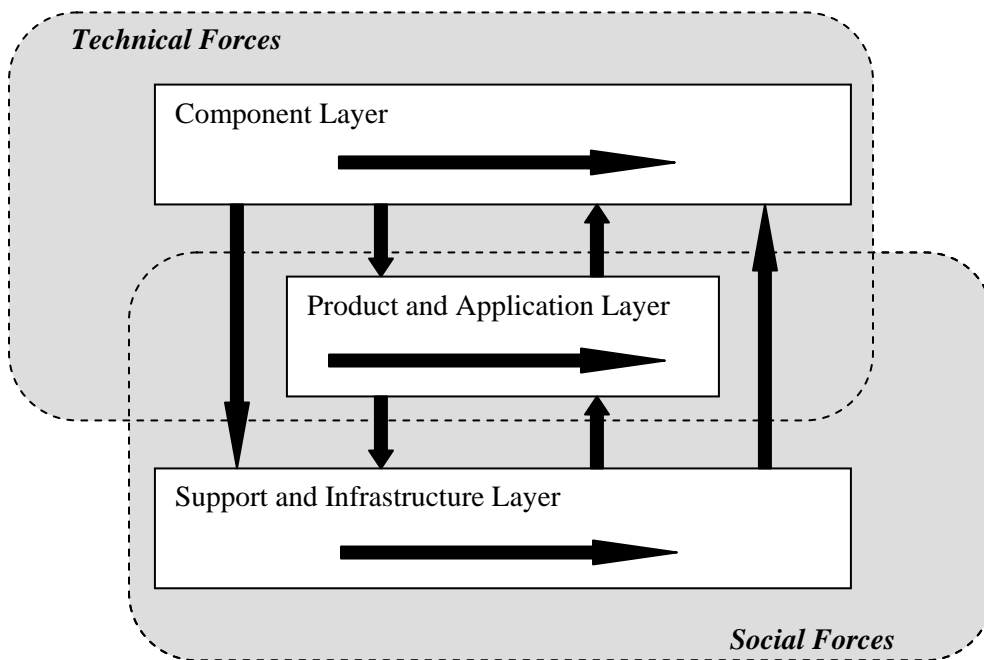 Technical Forces
Component Layer
Product and Application Layer
Support and Infrastructure Layer
Social Forces